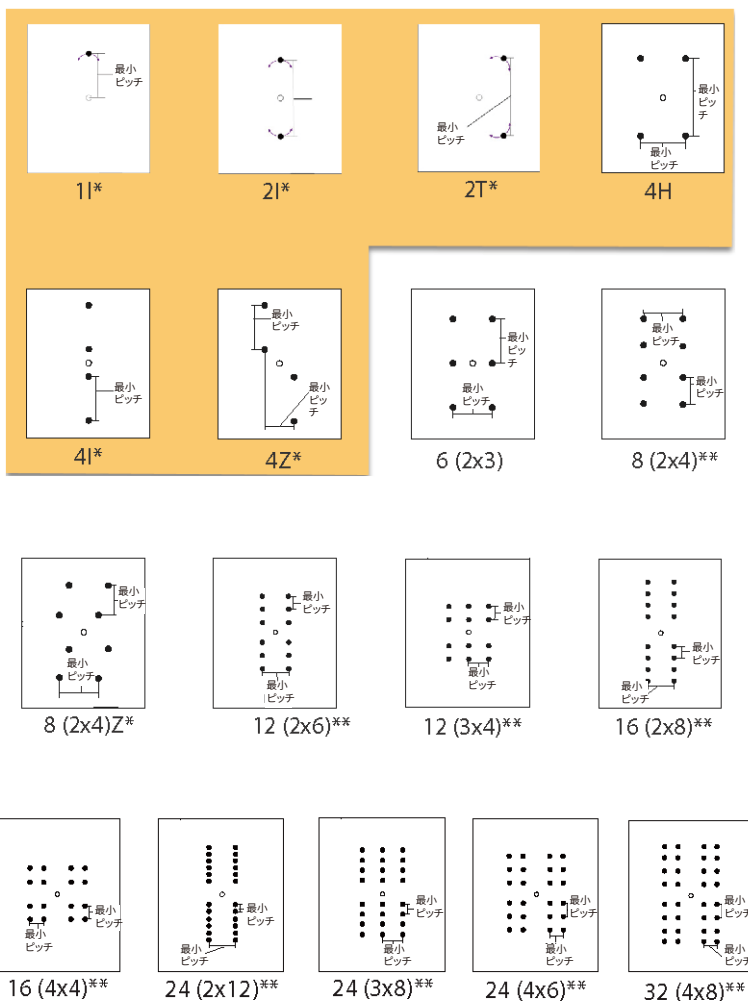 最小
ピッチ
1I*
2I*
最小
ピッチ
2T*
最小
ピッ
チ
最小
ピッチ
4H
最小
ピッチ
4I*
最小
ピッチ
最小
ピッ
チ
4Z*
最小
ピッ
チ
最小
ピッチ
6 (2x3)
最小
ピッチ
最小
ピッチ
8 (2x4)**
最小
ピッチ
最小
ピッチ
8 (2x4)Z*
最小
ピッチ
最小
ピッチ
12 (2x6)**
最小
ピッチ
最小
ピッチ
12 (3x4)**
最小
ピッチ
最小
ピッチ
16 (2x8)**
最小
ピッチ
最小
ピッチ
16 (4x4)**
最小
ピッチ
最小
ピッチ
24 (2x12)**
最小
ピッチ
最小
ピッチ
24 (3x8)**
最小
ピッチ
最小
ピッチ
24 (4x6)**
最小
ピッチ
最小
ピッチ
32 (4x8)**